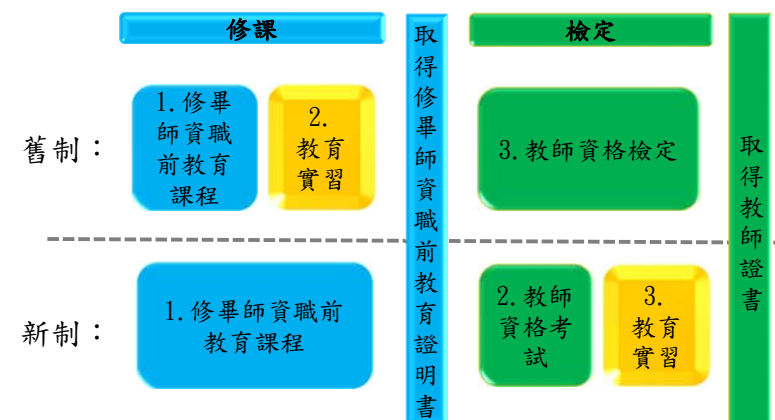 修課
檢定
舊制：
1.修畢
師資職
前教育
課程
2.
教育
實習
取得修畢師資職前教育證明書
3.教師資格檢定
取得教師證書
新制：
1.修畢師資職前
教育課程
2.教師
資格考
試
3.
教育
實習